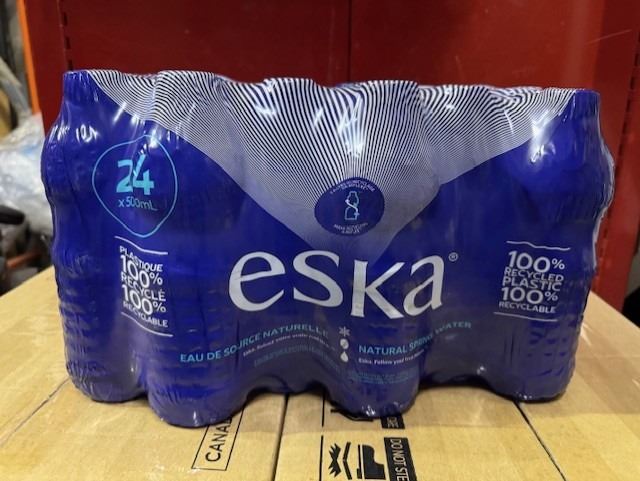 24
x 500mL
PLASTIQUE
100%
RECYCLÉ
100%
RECYCLABLE
eska®
100%
RECYCLED
PLASTIC
100%
RECYCLABLE
EAU DE SOURCE NATURELLE
NATURAL SPRING WATER
CANA
DO NOT STE